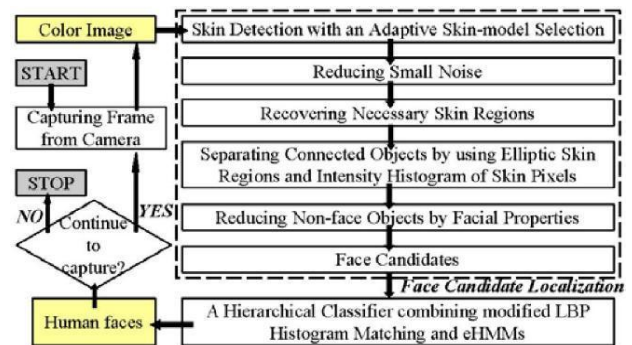 Color Image
START
Capturing Frame
from Camera
STOP
NO
YES
Continue
to
capture?
Human faces
Skin Detection with an Adaptive Skin-model Selection
Reducing Small Noise
Recovering Necessary Skin Regions
Separating Connected Objects by using Elliptic Skin
Regions and Intensity Histogram of Skin Pixels
Reducing Non-face Objects by Facial Properties
Face Candidates
Face Candidate Localization
A Hierarchical Classifier combining modified LBP
Histogram Matching and eHMMs